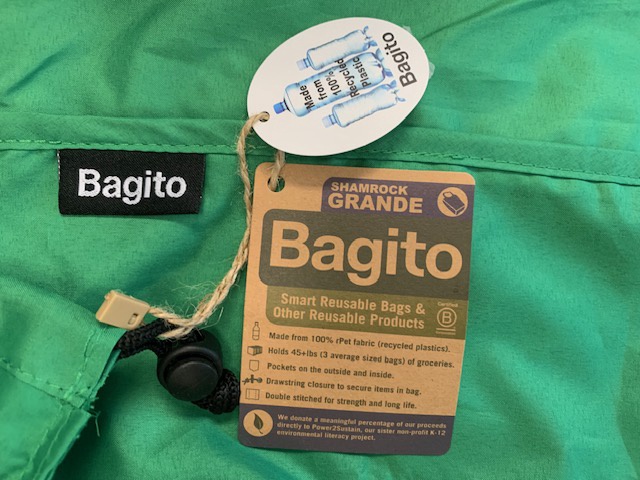 Made
from
100%
Recycled
Plastic
Bagito
Bagito
SHAMROCK
GRANDE
Bagito
Smart Reusable Bags &
Other Reusable Products
Certified
B
Made from 100% rPet fabric (recycled plastics).
Holds 45+lbs (3 average sized bags) of groceries.
Pockets on the outside and inside.
Drawstring closure to secure items in bag.
Double stitched for strength and long life.
We donate a meaningful percentage of our proceeds
directly to Power2Sustain, our sister non-profit K-12
environmental literacy project.